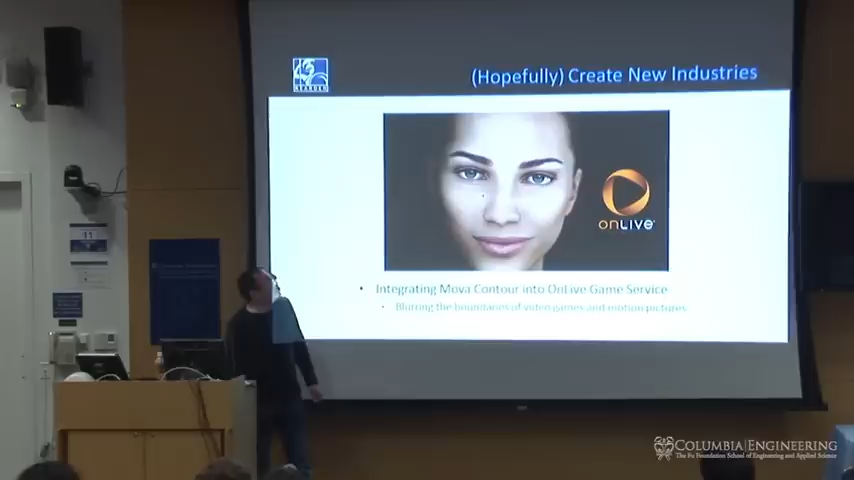 REARDEN
(Hopefully) Create New Industries
onLIVE
• Integrating Mova Contour into OnLive Game Service
• Blurring the boundaries of video games and motion pictures
11
COLUMBIA | ENGINEERING
The Fu Foundation School of Engineering and Applied Science